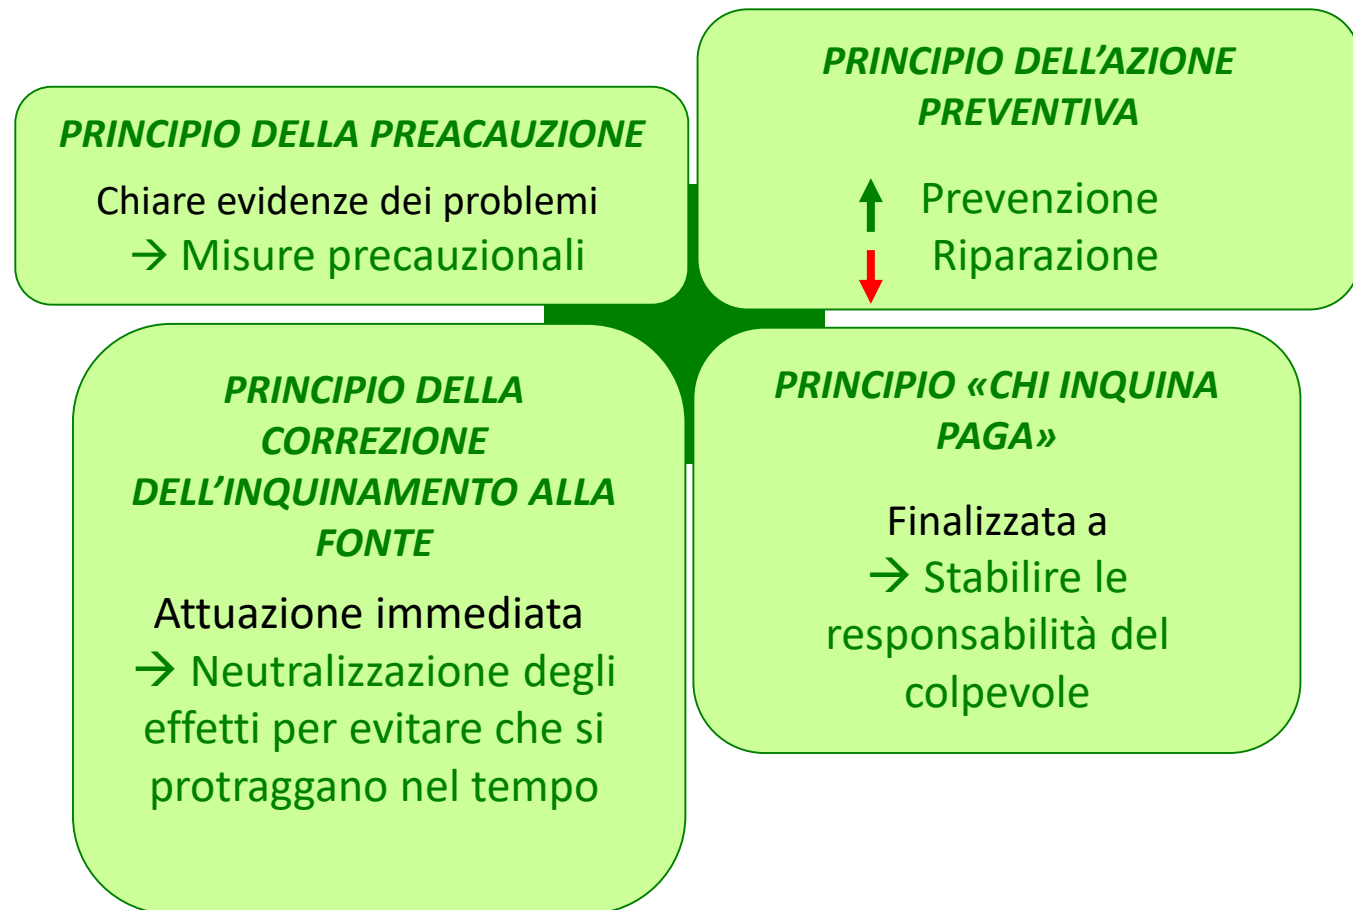 PRINCIPIO DELLA PREACAUZIONE
Chiare evidenze dei problemi
→ Misure precauzionali
PRINCIPIO DELL’AZIONE
PREVENTIVA
Prevenzione
Riparazione
PRINCIPIO DELLA
CORREZIONE
DELL’INQUINAMENTO ALLA
FONTE
Attuazione immediata
→ Neutralizzazione degli
effetti per evitare che si
protraggano nel tempo
PRINCIPIO «CHI INQUINA
PAGA»
Finalizzata a
→ Stabilire le
responsabilità del
colpevole